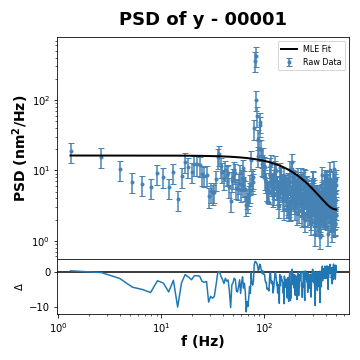 PSD of y - 00001
PSD (nm²/Hz)
10²
10¹
10⁰
MLE Fit
Raw Data
Δ
0
−10
10⁰
10¹
10²
f (Hz)